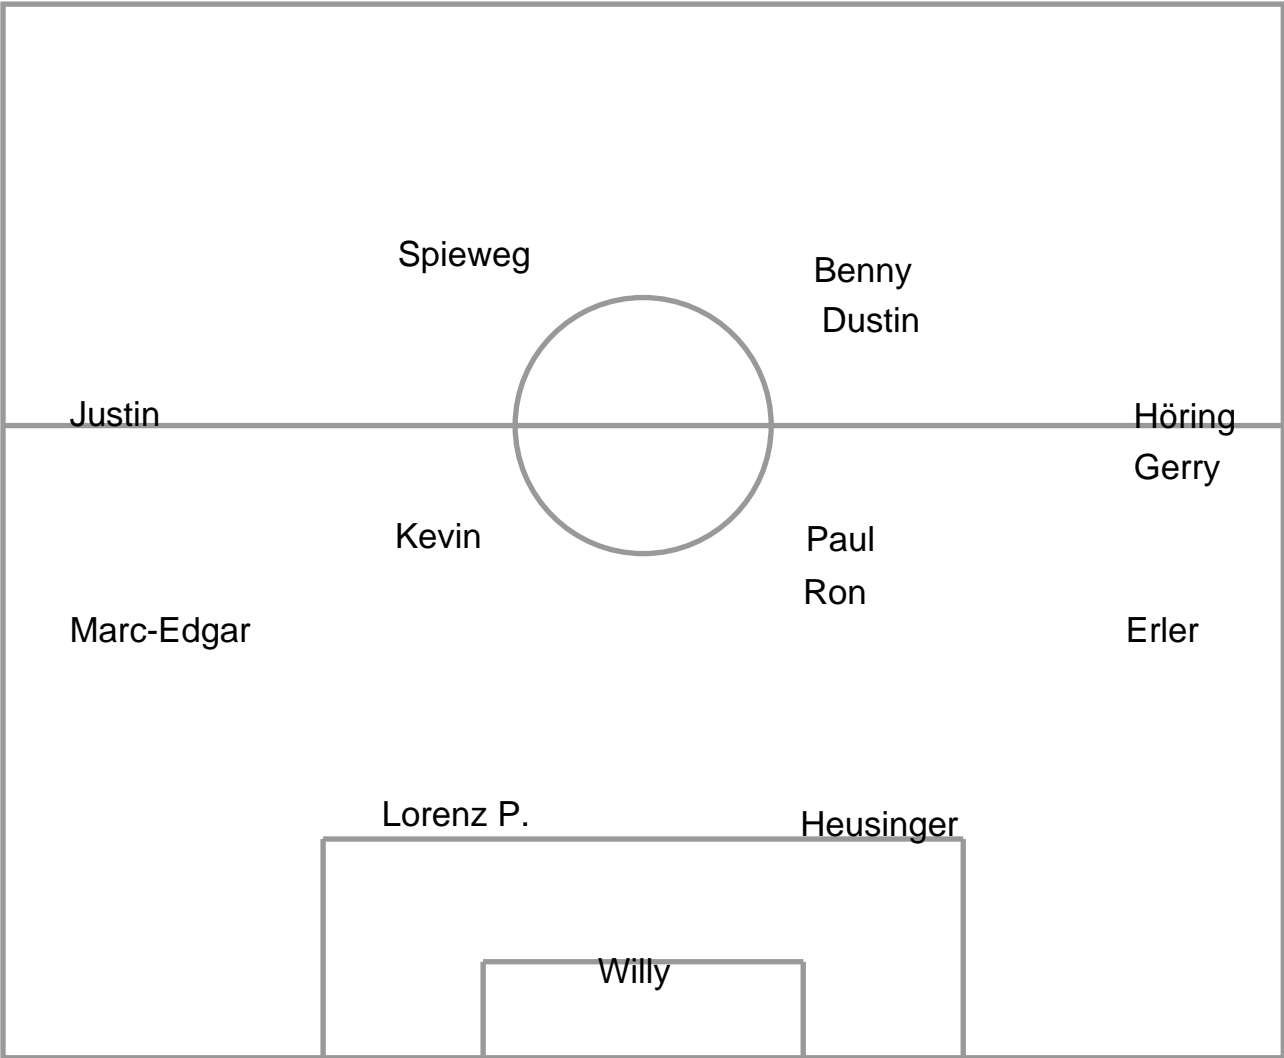 Spieweg
Benny
Dustin
Justin
Höring
Gerry
Kevin
Paul
Ron
Marc-Edgar
Erler
Lorenz P.
Heusinger
Willy